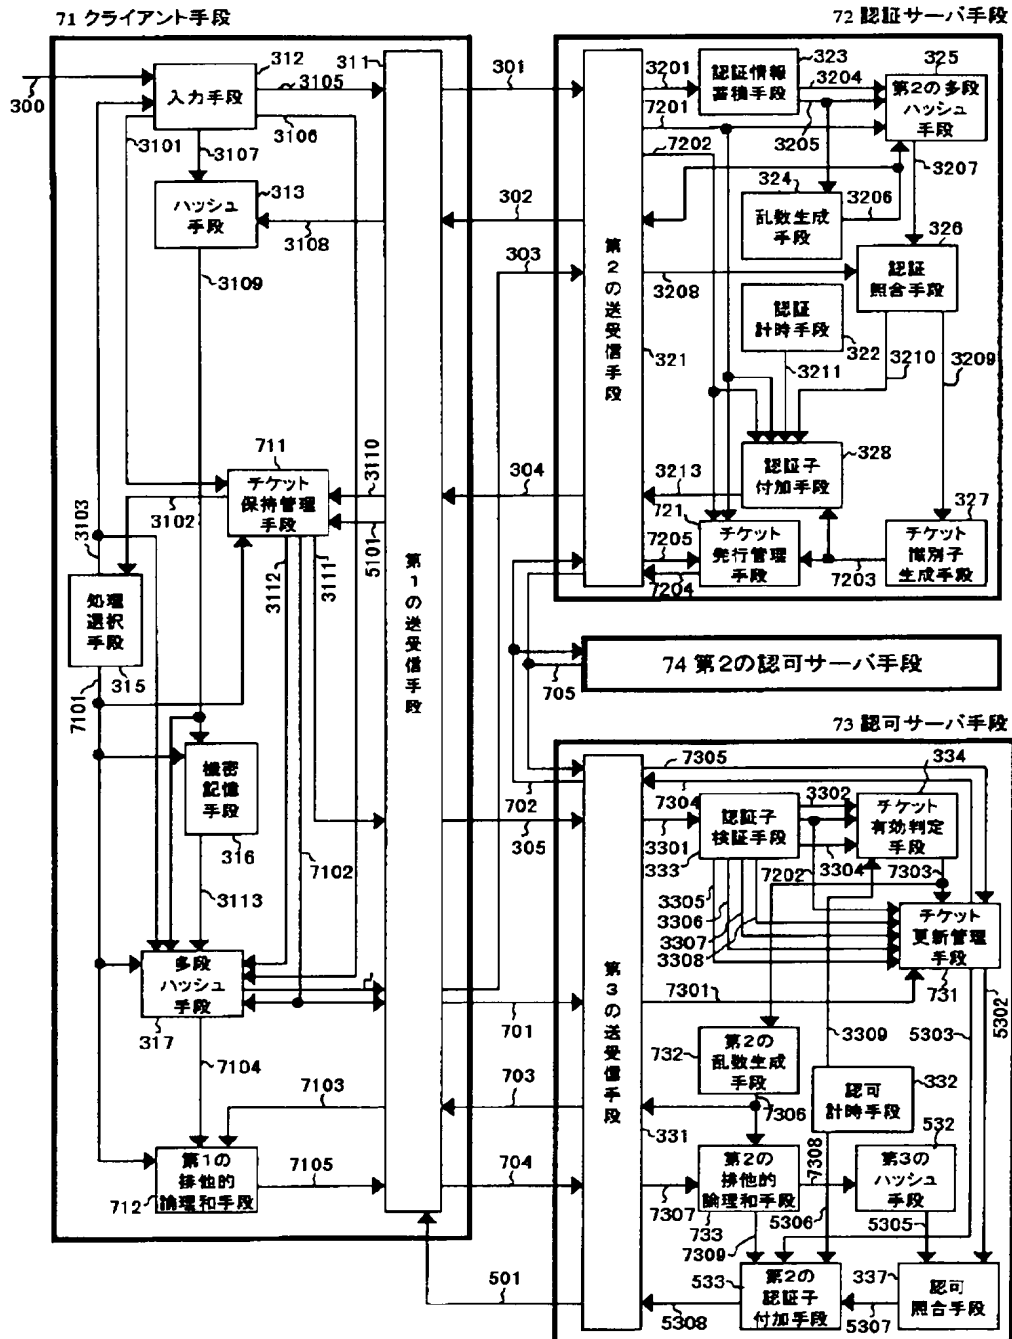 71 クライアント手段
300
312
入力手段
3105
3101
3106
3107
313
ハッシュ
手段
3108
3109
711
チケット
保持管理
手段
3110
5101
3103
3102
3112
3111
処理
選択
手段
315
7101
機密
記憶
手段
316
7102
3113
多段
ハッシュ
手段
317
7104
7103
第1の
排他的
論理和手段
712
7105
311
第1の送受信手段
301
302
303
304
305
701
702
703
704
705
501
72 認証サーバ手段
第2の送受信手段
321
3201
7201
7202
323
認証情報
蓄積手段
3204
3205
325
第2の多段
ハッシュ
手段
324
乱数生成
手段
3206
3207
326
認証
照合手段
3208
認証
計時手段
322
3211
3210
3209
328
認証子
付加手段
3213
721
チケット
発行管理
手段
7205
7204
7203
327
チケット
識別子
生成手段
74 第2の認可サーバ手段
73 認可サーバ手段
第3の送受信手段
331
7305
7304
3301
認証子
検証手段
333
3302
3304
334
チケット
有効判定
手段
7202
7303
3305
3306
3307
3308
チケット
更新管理
手段
731
7301
5302
5303
3309
732
第2の
乱数生成
手段
7306
認可
計時手段
332
第2の
排他的
論理和手段
733
7307
7308
7309
5306
532
第3の
ハッシュ
手段
5305
533
第2の
認証子
付加手段
5308
5307
337
認可
照合手段